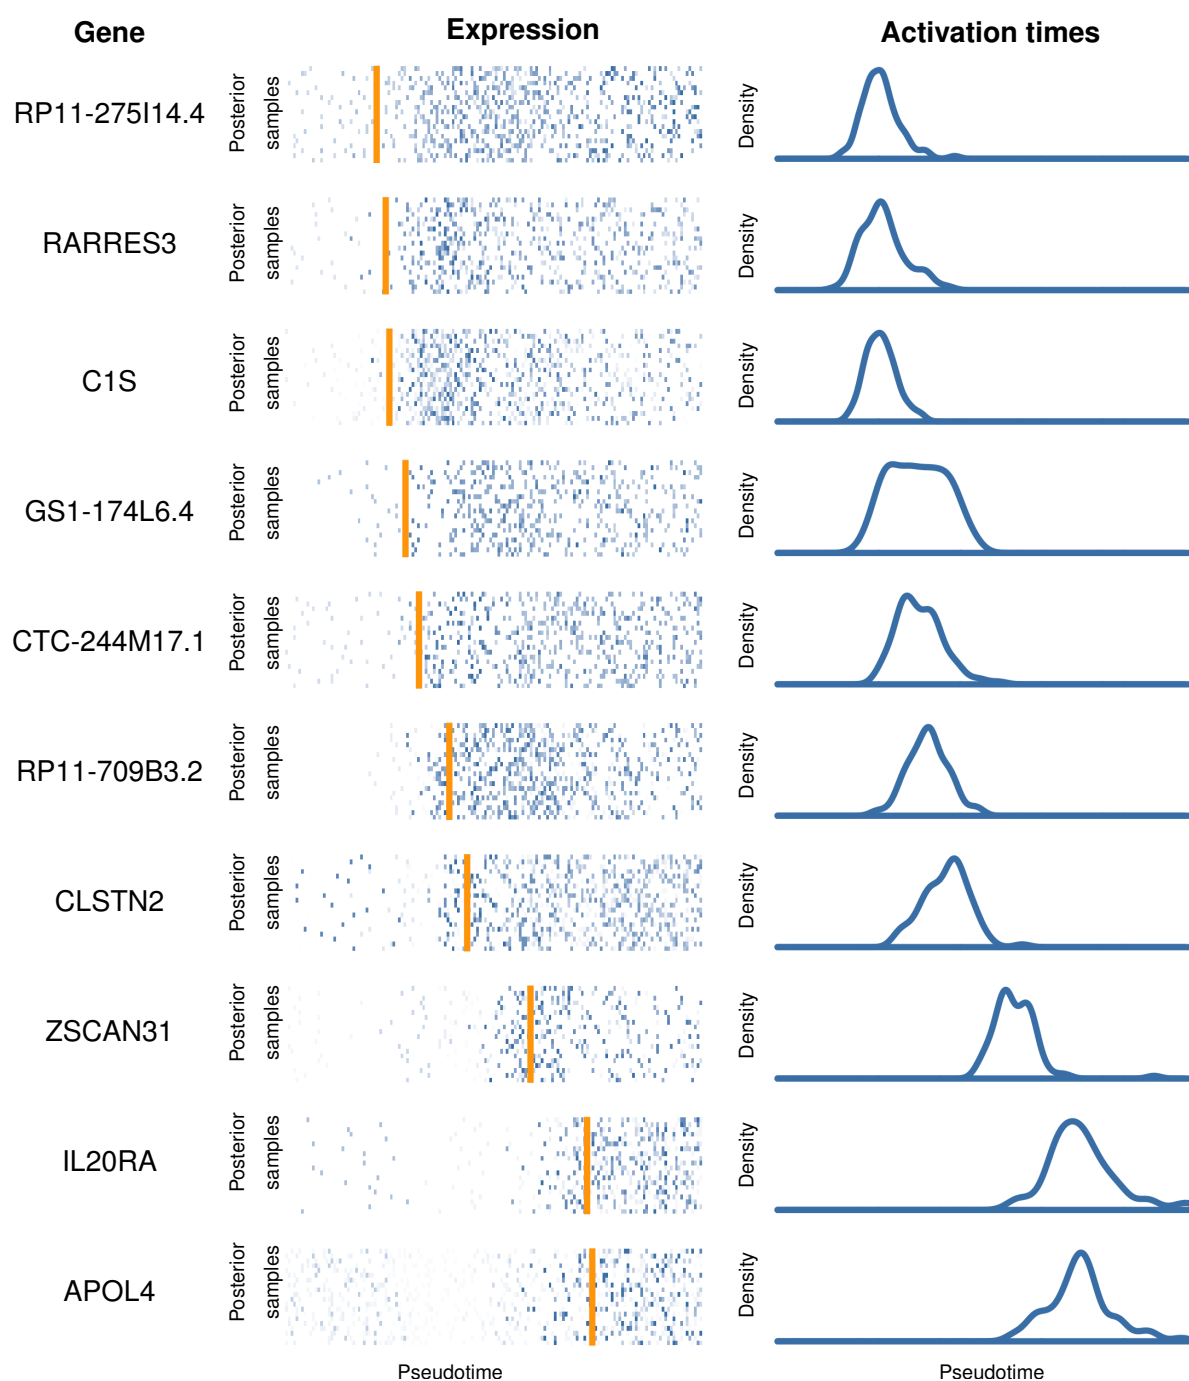 Gene Expression Activation times
RP11-275I14.4 Posterior samples Density
RARRES3 Posterior samples Density
C1S Posterior samples Density
GS1-174L6.4 Posterior samples Density
CTC-244M17.1 Posterior samples Density
RP11-709B3.2 Posterior samples Density
CLSTN2 Posterior samples Density
ZSCAN31 Posterior samples Density
IL20RA Posterior samples Density
APOL4 Posterior samples Density
Pseudotime Pseudotime